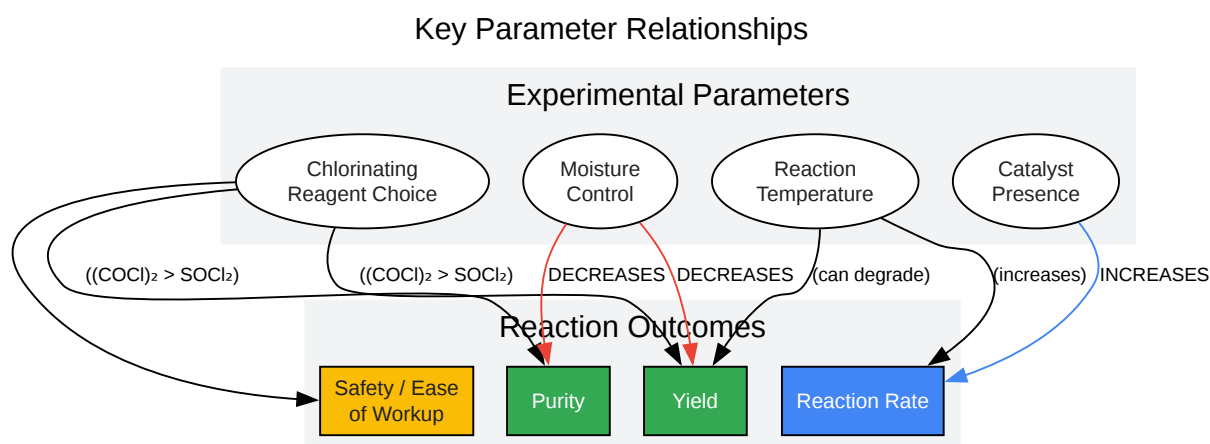 Key Parameter Relationships
Experimental Parameters
Chlorinating
Reagent Choice
Moisture
Control
Reaction
Temperature
Catalyst
Presence
((COCl)₂ > SOCl₂)
((COCl)₂ > SOCl₂)
DECREASES
DECREASES
(can degrade)
(increases)
INCREASES
Reaction Outcomes
Safety / Ease
of Workup
Purity
Yield
Reaction Rate